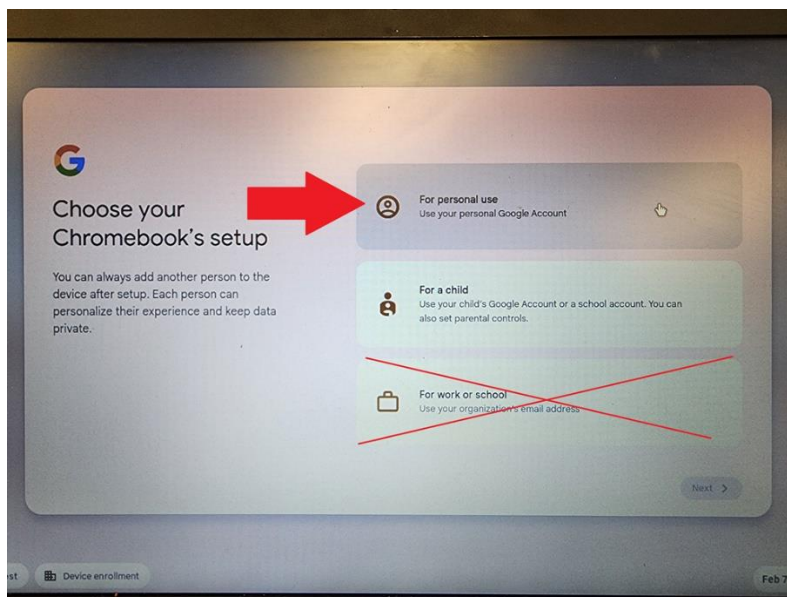 Choose your
Chromebook's setup
You can always add another person to the
device after setup. Each person can
personalize their experience and keep data
private.
For personal use
Use your personal Google Account
For a child
Use your child's Google Account or a school account. You can
also set parental controls.
For work or school
Use your organization's email address
Next
Device enrollment
Feb 7